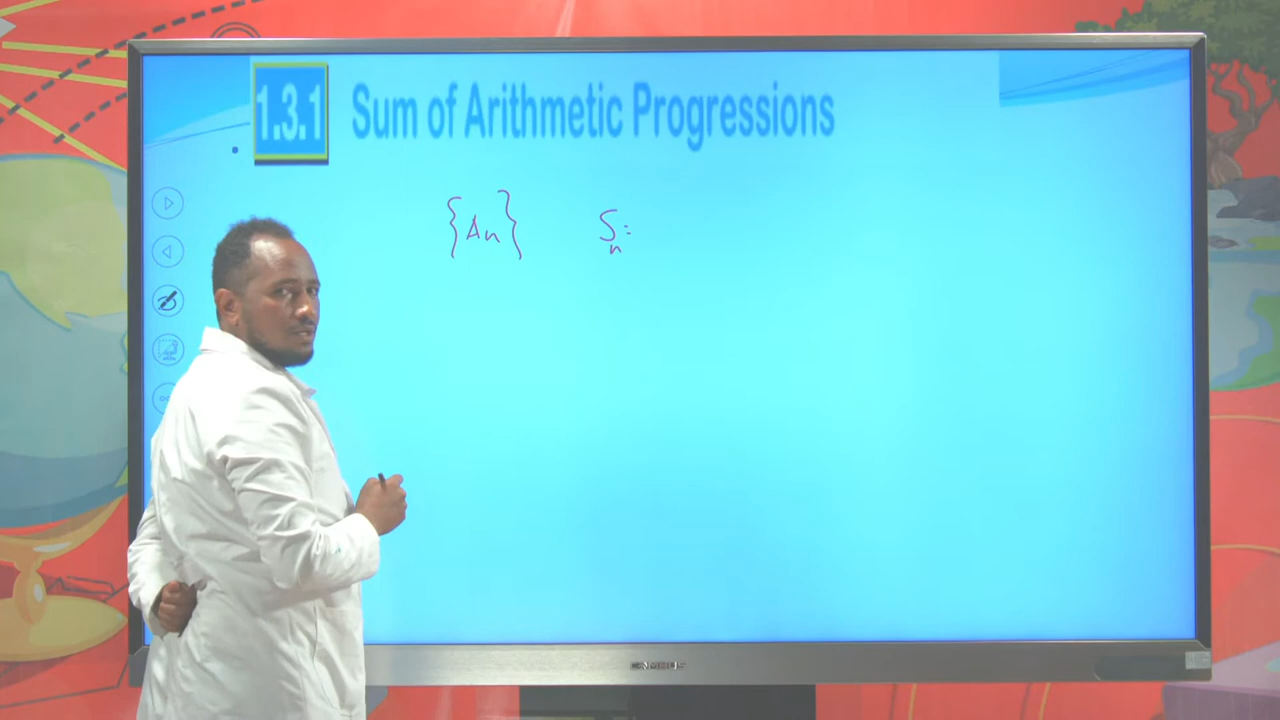 1.3.1 Sum of Arithmetic Progressions
{An} Sn: